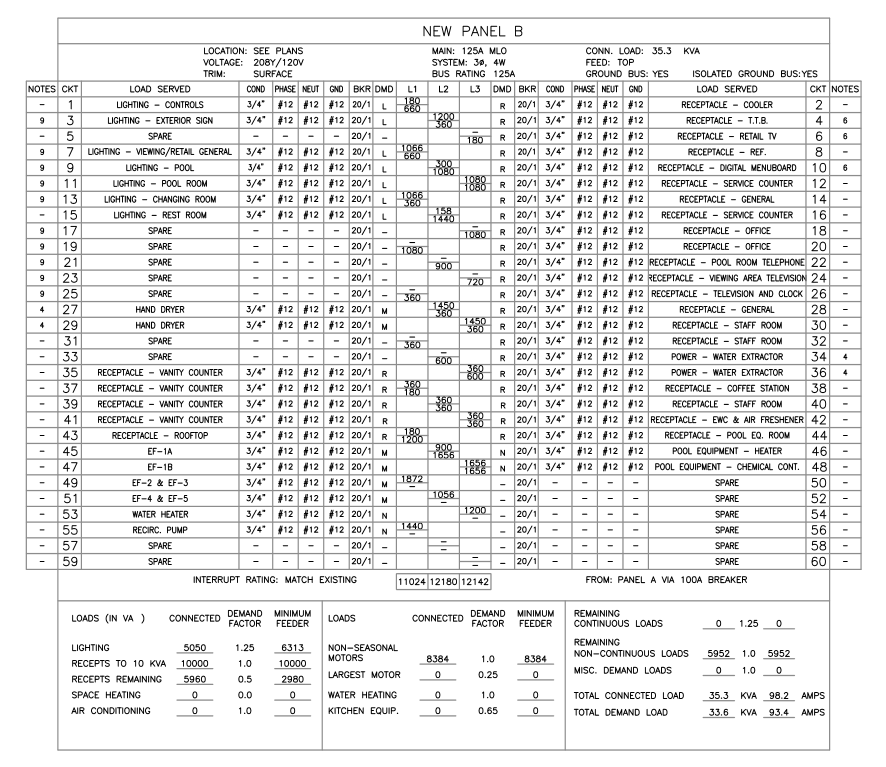 NEW PANEL B
LOCATION: SEE PLANS MAIN: 125A MLO CONN. LOAD: 35.3 KVA
VOLTAGE: 208Y/120V SYSTEM: 3ø, 4W FEED: TOP
TRIM: SURFACE BUS RATING 125A GROUND BUS: YES ISOLATED GROUND BUS:YES
NOTES CKT LOAD SERVED COND PHASE NEUT GND BKR DMD L1 L2 L3 DMD BKR COND PHASE NEUT GND LOAD SERVED CKT NOTES
- 1 LIGHTING - CONTROLS 3/4" #12 #12 #12 20/1 L 180 660 R 20/1 3/4" #12 #12 #12 RECEPTACLE - COOLER 2 -
9 3 LIGHTING - EXTERIOR SIGN 3/4" #12 #12 #12 20/1 L 1200 360 R 20/1 3/4" #12 #12 #12 RECEPTACLE - T.T.B. 4 6
- 5 SPARE - - - - 20/1 - - 180 R 20/1 3/4" #12 #12 #12 RECEPTACLE - RETAIL TV 6 6
9 7 LIGHTING - VIEWING/RETAIL GENERAL 3/4" #12 #12 #12 20/1 L 1066 660 R 20/1 3/4" #12 #12 #12 RECEPTACLE - REF. 8 -
9 9 LIGHTING - POOL 3/4" #12 #12 #12 20/1 L 300 1080 R 20/1 3/4" #12 #12 #12 RECEPTACLE - DIGITAL MENUBOARD 10 6
9 11 LIGHTING - POOL ROOM 3/4" #12 #12 #12 20/1 L 1080 1080 R 20/1 3/4" #12 #12 #12 RECEPTACLE - SERVICE COUNTER 12 -
9 13 LIGHTING - CHANGING ROOM 3/4" #12 #12 #12 20/1 L 1066 360 R 20/1 3/4" #12 #12 #12 RECEPTACLE - GENERAL 14 -
- 15 LIGHTING - REST ROOM 3/4" #12 #12 #12 20/1 L 158 1440 R 20/1 3/4" #12 #12 #12 RECEPTACLE - SERVICE COUNTER 16 -
9 17 SPARE - - - - 20/1 - - 1080 R 20/1 3/4" #12 #12 #12 RECEPTACLE - OFFICE 18 -
9 19 SPARE - - - - 20/1 - - 1080 R 20/1 3/4" #12 #12 #12 RECEPTACLE - OFFICE 20 -
9 21 SPARE - - - - 20/1 - - 900 R 20/1 3/4" #12 #12 #12 RECEPTACLE - POOL ROOM TELEPHONE 22 -
9 23 SPARE - - - - 20/1 - - 720 R 20/1 3/4" #12 #12 #12 RECEPTACLE - VIEWING AREA TELEVISION 24 -
9 25 SPARE - - - - 20/1 - - 360 R 20/1 3/4" #12 #12 #12 RECEPTACLE - TELEVISION AND CLOCK 26 -
4 27 HAND DRYER 3/4" #12 #12 #12 20/1 M 1450 360 R 20/1 3/4" #12 #12 #12 RECEPTACLE - GENERAL 28 -
4 29 HAND DRYER 3/4" #12 #12 #12 20/1 M 1450 360 R 20/1 3/4" #12 #12 #12 RECEPTACLE - STAFF ROOM 30 -
- 31 SPARE - - - - 20/1 - - 360 R 20/1 3/4" #12 #12 #12 RECEPTACLE - STAFF ROOM 32 -
- 33 SPARE - - - - 20/1 - - 600 R 20/1 3/4" #12 #12 #12 POWER - WATER EXTRACTOR 34 4
- 35 RECEPTACLE - VANITY COUNTER 3/4" #12 #12 #12 20/1 R 360 600 R 20/1 3/4" #12 #12 #12 POWER - WATER EXTRACTOR 36 4
- 37 RECEPTACLE - VANITY COUNTER 3/4" #12 #12 #12 20/1 R 360 180 R 20/1 3/4" #12 #12 #12 RECEPTACLE - COFFEE STATION 38 -
- 39 RECEPTACLE - VANITY COUNTER 3/4" #12 #12 #12 20/1 R 360 360 R 20/1 3/4" #12 #12 #12 RECEPTACLE - STAFF ROOM 40 -
- 41 RECEPTACLE - VANITY COUNTER 3/4" #12 #12 #12 20/1 R 360 360 R 20/1 3/4" #12 #12 #12 RECEPTACLE - EWC & AIR FRESHENER 42 -
- 43 RECEPTACLE - ROOFTOP 3/4" #12 #12 #12 20/1 R 180 1200 R 20/1 3/4" #12 #12 #12 RECEPTACLE - POOL EQ. ROOM 44 -
- 45 EF-1A 3/4" #12 #12 #12 20/1 M 900 1656 N 20/1 3/4" #12 #12 #12 POOL EQUIPMENT - HEATER 46 -
- 47 EF-1B 3/4" #12 #12 #12 20/1 M 1656 1656 N 20/1 3/4" #12 #12 #12 POOL EQUIPMENT - CHEMICAL CONT. 48 -
- 49 EF-2 & EF-3 3/4" #12 #12 #12 20/1 M 1872 - - 20/1 - - - - SPARE 50 -
- 51 EF-4 & EF-5 3/4" #12 #12 #12 20/1 M 1056 - - 20/1 - - - - SPARE 52 -
- 53 WATER HEATER 3/4" #12 #12 #12 20/1 N 1200 - - 20/1 - - - - SPARE 54 -
- 55 RECIRC. PUMP 3/4" #12 #12 #12 20/1 N 1440 - - 20/1 - - - - SPARE 56 -
- 57 SPARE - - - - 20/1 - - - - 20/1 - - - - SPARE 58 -
- 59 SPARE - - - - 20/1 - - - - 20/1 - - - - SPARE 60 -
INTERRUPT RATING: MATCH EXISTING 11024 12180 12142 FROM: PANEL A VIA 100A BREAKER
LOADS (IN VA ) CONNECTED DEMAND FACTOR MINIMUM FEEDER
LIGHTING 5050 1.25 6313
RECEPTS TO 10 KVA 10000 1.0 10000
RECEPTS REMAINING 5960 0.5 2980
SPACE HEATING 0 0.0 0
AIR CONDITIONING 0 1.0 0
LOADS CONNECTED DEMAND FACTOR MINIMUM FEEDER
NON-SEASONAL
MOTORS 8384 1.0 8384
LARGEST MOTOR 0 0.25 0
WATER HEATING 0 1.0 0
KITCHEN EQUIP. 0 0.65 0
REMAINING
CONTINUOUS LOADS 0 1.25 0
REMAINING
NON-CONTINUOUS LOADS 5952 1.0 5952
MISC. DEMAND LOADS 0 1.0 0
TOTAL CONNECTED LOAD 35.3 KVA 98.2 AMPS
TOTAL DEMAND LOAD 33.6 KVA 93.4 AMPS